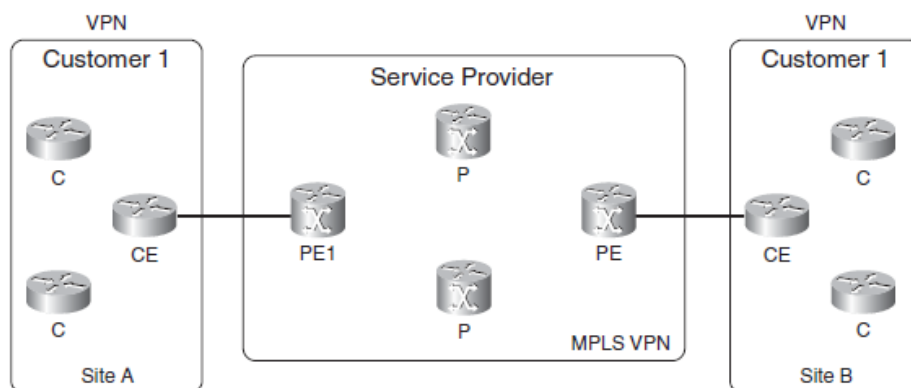 VPN
Customer 1
C
CE
C
Site A
Service Provider
P
PE1
PE
P
MPLS VPN
VPN
Customer 1
C
CE
C
Site B